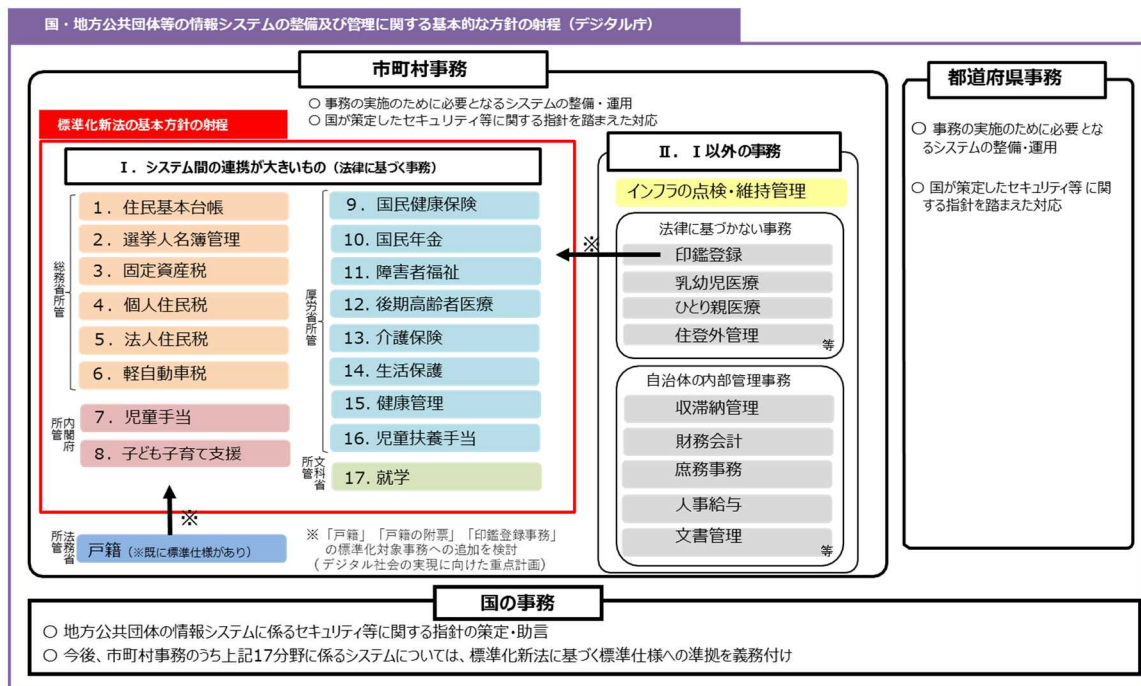 国・地方公共団体等の情報システムの整備及び管理に関する基本的な方針の射程（デジタル庁）
市町村事務
○ 事務の実施のために必要となるシステムの整備・運用
○ 国が策定したセキュリティ等に関する指針を踏まえた対応
標準化新法の基本方針の射程
Ⅰ．システム間の連携が大きいもの（法律に基づく事務）
総務省所管
1．住民基本台帳
2．選挙人名簿管理
3．固定資産税
4．個人住民税
5．法人住民税
6．軽自動車税
内閣府所管
7．児童手当
8．子ども子育て支援
厚労省所管
9．国民健康保険
10．国民年金
11．障害者福祉
12．後期高齢者医療
13．介護保険
14．生活保護
15．健康管理
16．児童扶養手当
文科省所管
17．就学
※
法務省所管
戸籍（※既に標準仕様があり）
※「戸籍」「戸籍の附票」「印鑑登録事務」
の標準化対象事務への追加を検討
（デジタル社会の実現に向けた重点計画）
Ⅱ．Ⅰ以外の事務
インフラの点検・維持管理
法律に基づかない事務
※
印鑑登録
乳幼児医療
ひとり親医療
住登外管理
等
自治体の内部管理事務
収滞納管理
財務会計
庶務事務
人事給与
文書管理
等
都道府県事務
○ 事務の実施のために必要とな
るシステムの整備・運用
○ 国が策定したセキュリティ等に関
する指針を踏まえた対応
国の事務
○ 地方公共団体の情報システムに係るセキュリティ等に関する指針の策定・助言
○ 今後、市町村事務のうち上記17分野に係るシステムについては、標準化新法に基づく標準仕様への準拠を義務付け